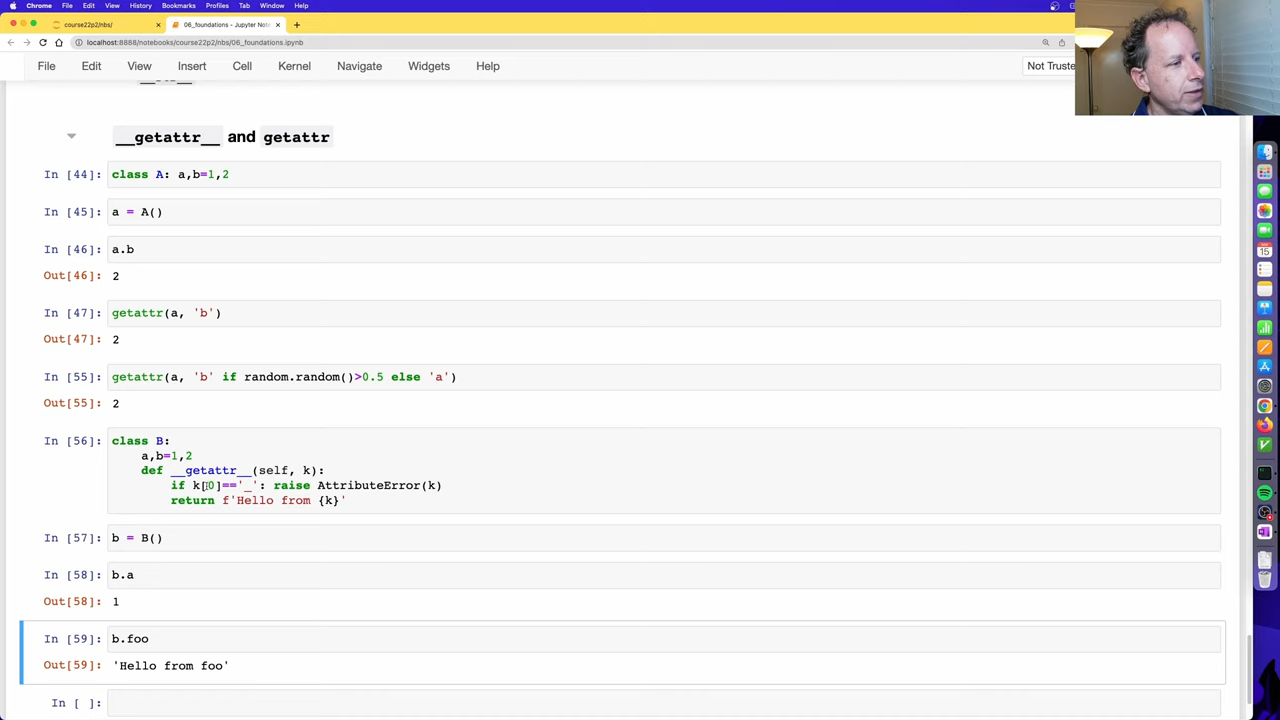 Chrome File Edit View History Bookmarks Profiles Tab Window Help
course22p2/nbs/ × 06_foundations - Jupyter Not × +
localhost:8888/notebooks/course22p2/nbs/06_foundations.ipynb
File Edit View Insert Cell Kernel Navigate Widgets Help Not Truste
__getattr__ and getattr
In [44]: class A: a,b=1,2
In [45]: a = A()
In [46]: a.b
Out[46]: 2
In [47]: getattr(a, 'b')
Out[47]: 2
In [55]: getattr(a, 'b' if random.random()>0.5 else 'a')
Out[55]: 2
In [56]: class B:
a,b=1,2
def __getattr__(self, k):
if k[0]=='_': raise AttributeError(k)
return f'Hello from {k}'
In [57]: b = B()
In [58]: b.a
Out[58]: 1
In [59]: b.foo
Out[59]: 'Hello from foo'
In [ ]:
15